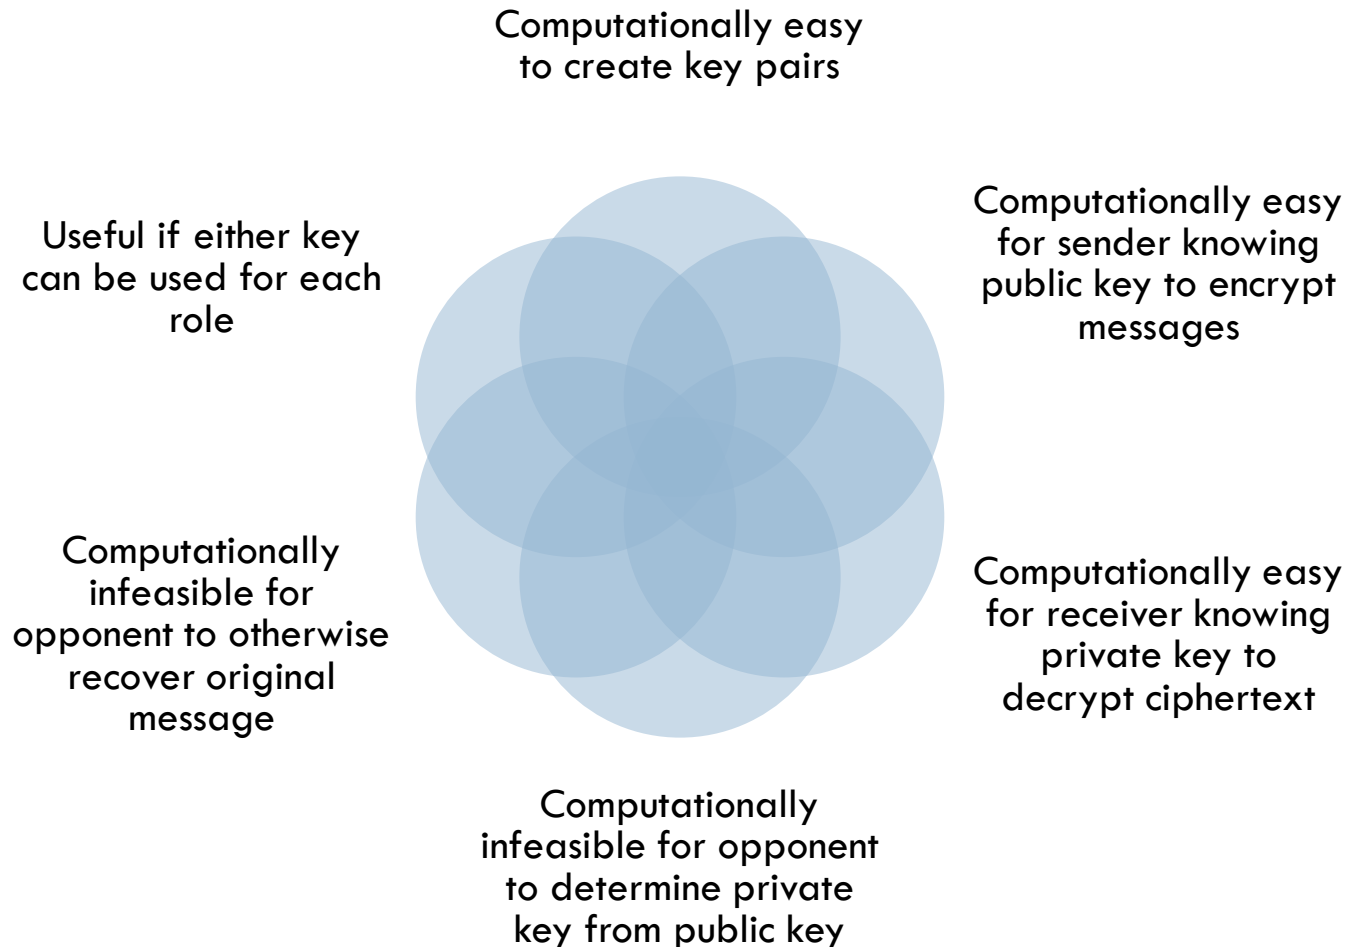 Computationally easy
to create key pairs
Computationally easy
for sender knowing
public key to encrypt
messages
Computationally easy
for receiver knowing
private key to
decrypt ciphertext
Computationally
infeasible for opponent
to determine private
key from public key
Computationally
infeasible for
opponent to otherwise
recover original
message
Useful if either key
can be used for each
role